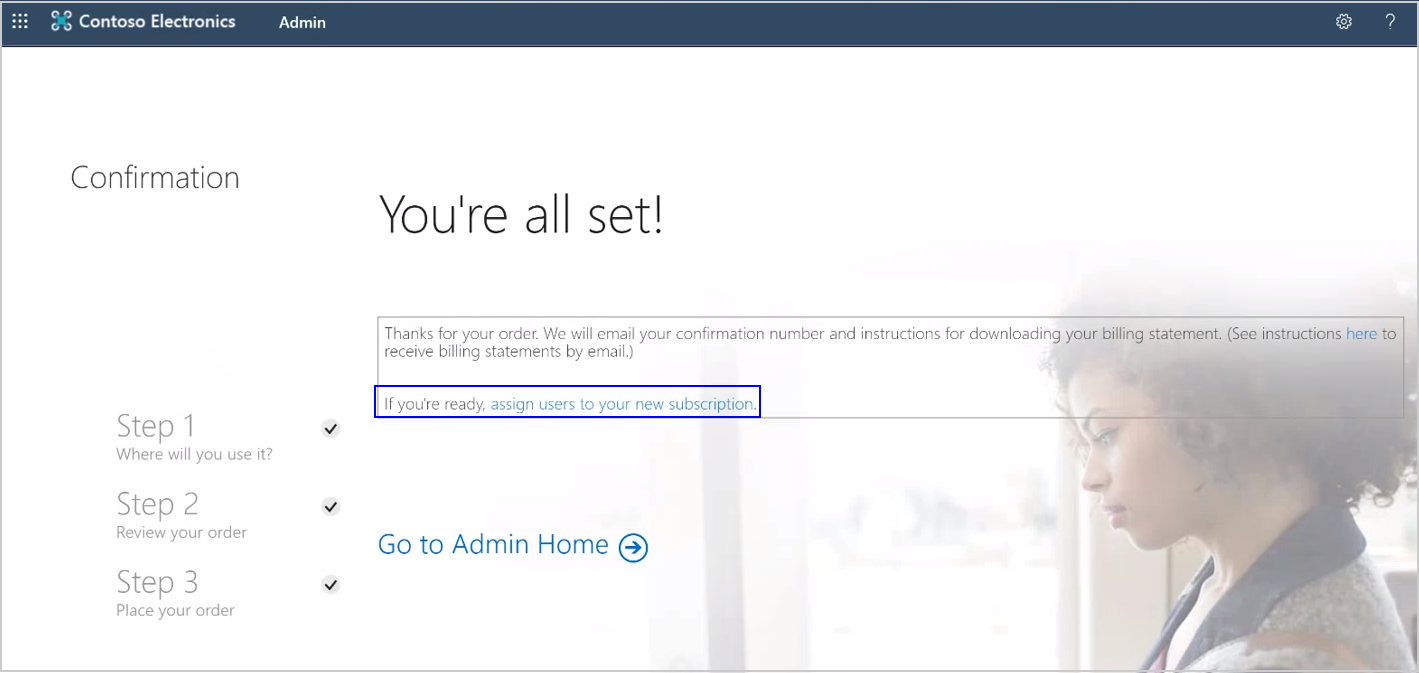 Contoso Electronics
Admin
?
Confirmation
You're all set!
Thanks for your order. We will email your confirmation number and instructions for downloading your billing statement. (See instructions here to
receive billing statements by email.)
If you're ready, assign users to your new subscription.
Step 1
Where will you use it?
Step 2
Review your order
Step 3
Place your order
Go to Admin Home